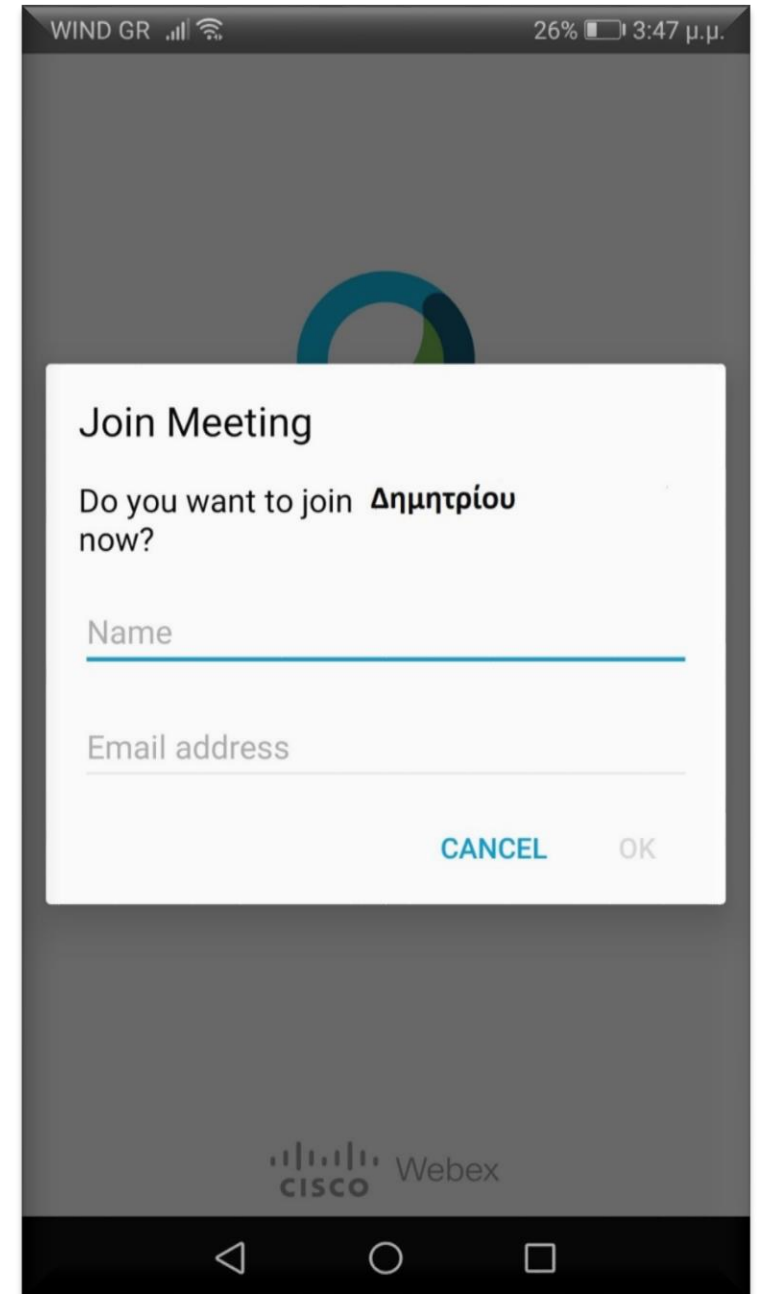 WIND GR 26% 3:47 μ.μ.
Join Meeting
Do you want to join Δημητρίου
now?
Name
Email address
CANCEL OK
CISCO Webex